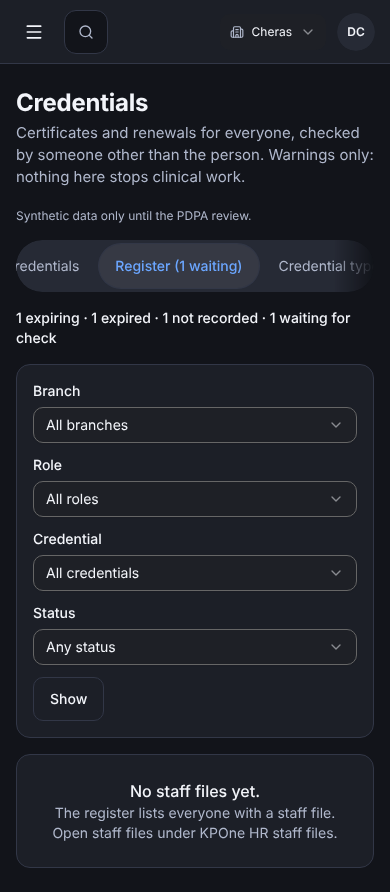 Cheras
DC
Credentials
Certificates and renewals for everyone, checked
by someone other than the person. Warnings only:
nothing here stops clinical work.
Synthetic data only until the PDPA review.
redentials
Register (1 waiting)
Credential typ
1 expiring · 1 expired · 1 not recorded · 1 waiting for
check
Branch
All branches
Role
All roles
Credential
All credentials
Status
Any status
Show
No staff files yet.
The register lists everyone with a staff file.
Open staff files under KPOne HR staff files.